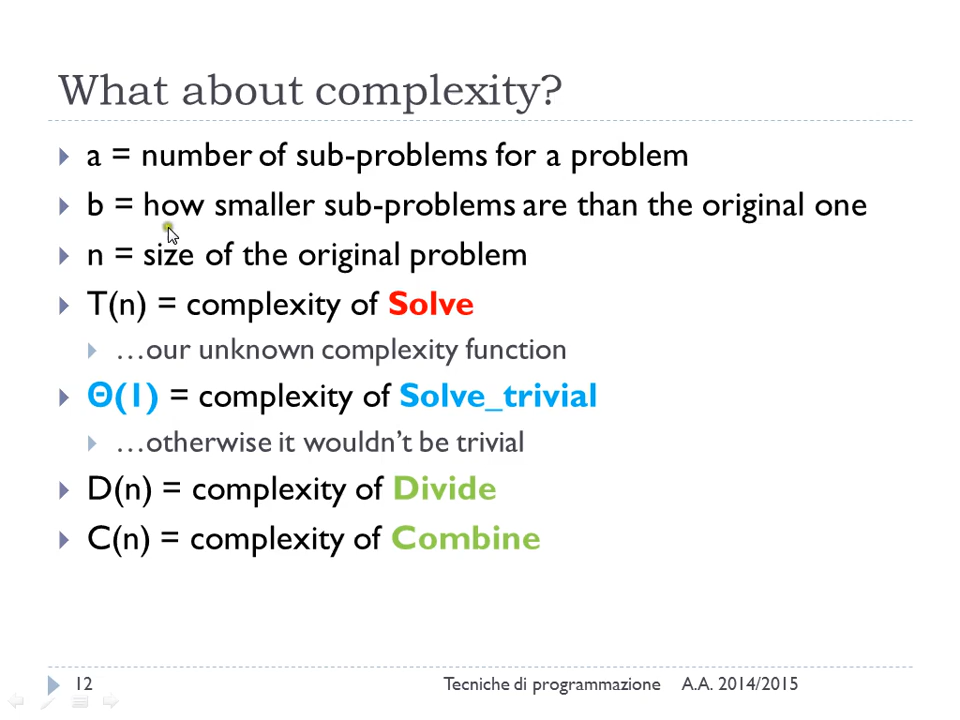 What about complexity?
a = number of sub-problems for a problem
b = how smaller sub-problems are than the original one
n = size of the original problem
T(n) = complexity of Solve
…our unknown complexity function
Θ(1) = complexity of Solve_trivial
…otherwise it wouldn't be trivial
D(n) = complexity of Divide
C(n) = complexity of Combine
12 Tecniche di programmazione A.A. 2014/2015